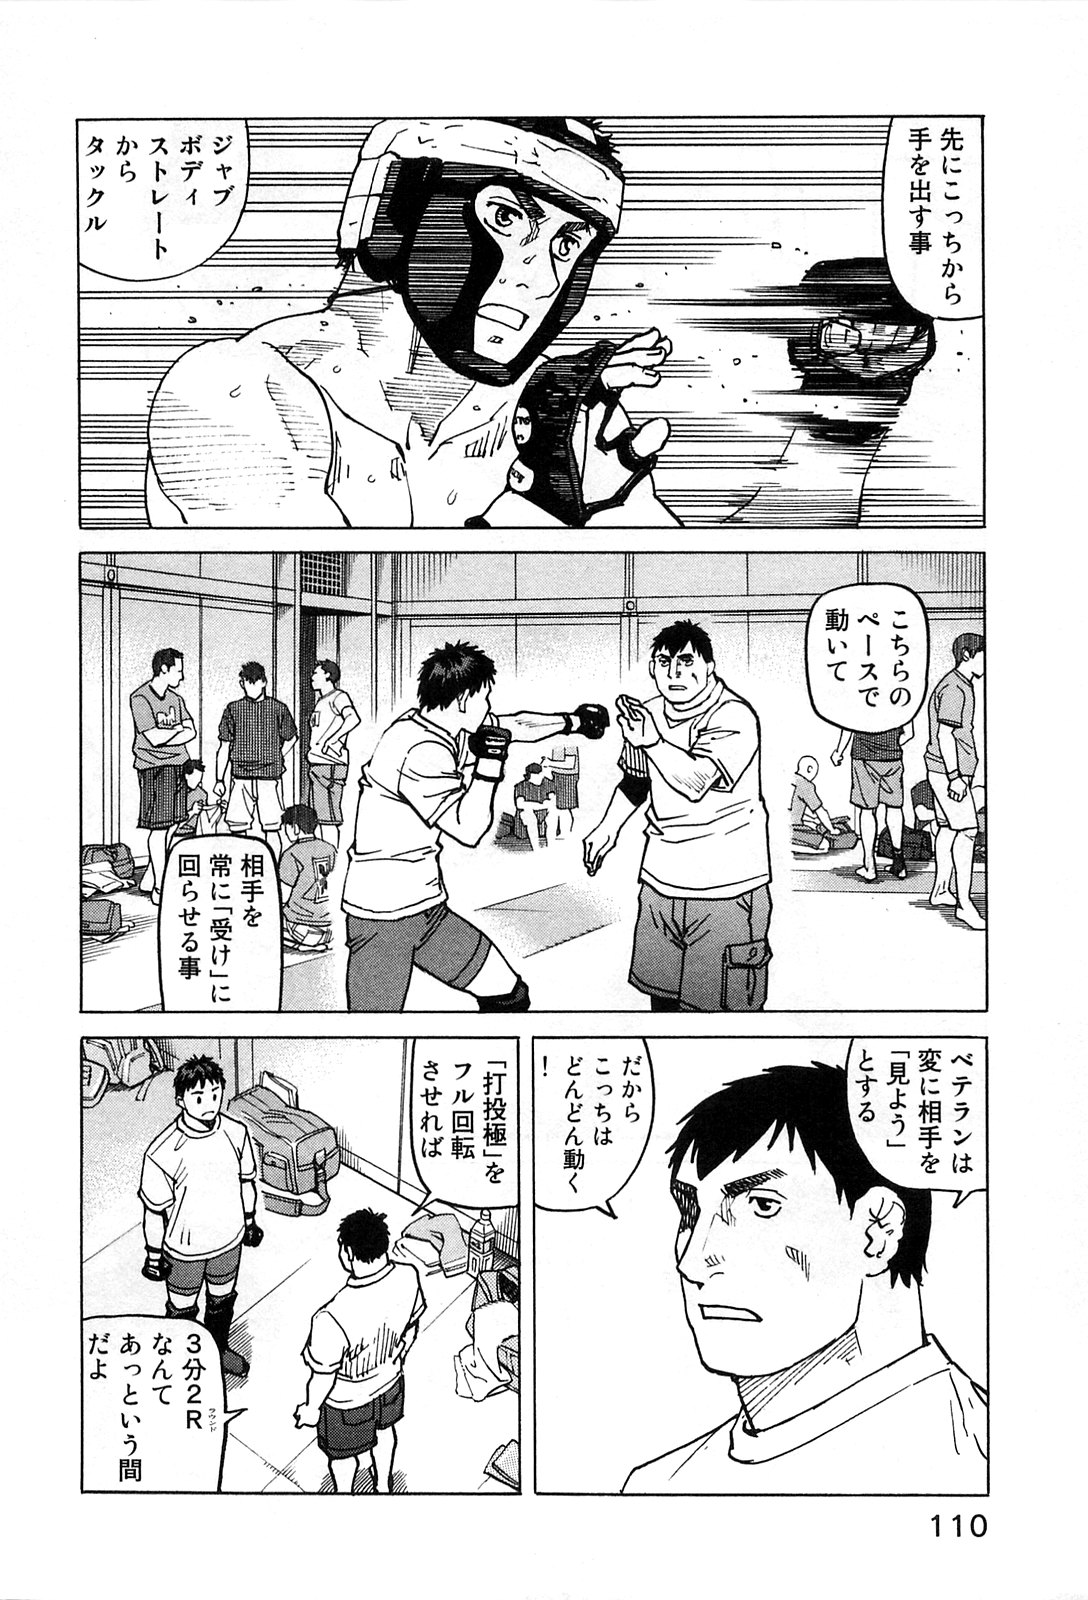 先にこっちから
手を出す事
ジャブ
ボディ
ストレート
から
タックル
こちらの
ペースで
動いて
相手を
常に「受け」に
回らせる事
ベテランは
変に相手を
「見よう」
とする
だから
こっちは
どんどん動く
！
「打投極」を
フル回転
させれば
3分2R
ラウンド
なんて
あっという間
だよ
110